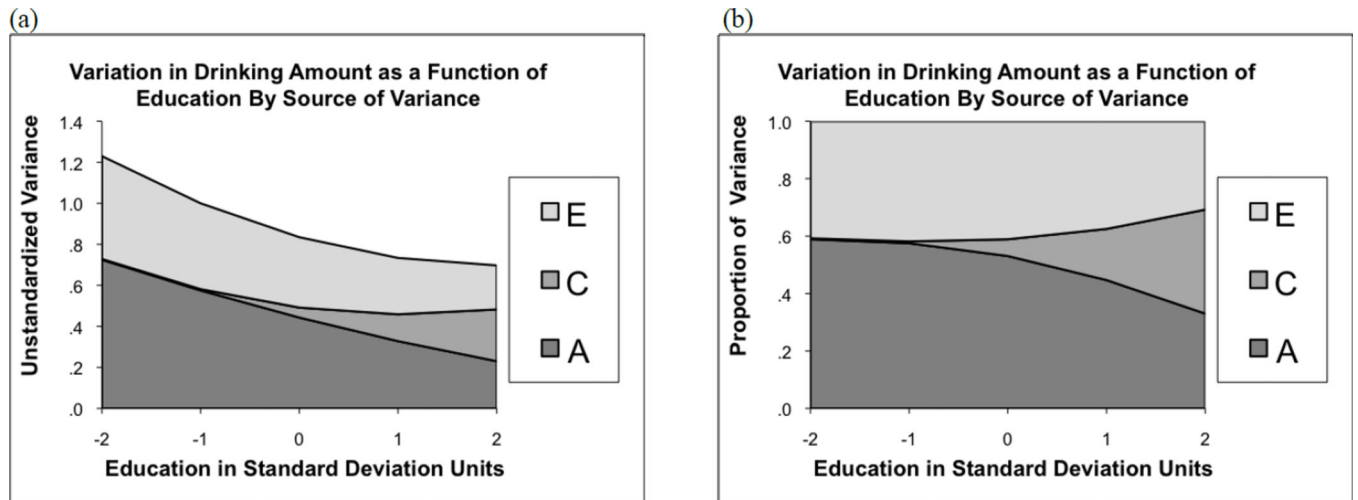 (a)
Variation in Drinking Amount as a Function of
Education By Source of Variance
Unstandardized Variance
1.4
1.2
1.0
.8
.6
.4
.2
.0
-2
-1
0
1
2
Education in Standard Deviation Units
E
C
A
(b)
Variation in Drinking Amount as a Function of
Education By Source of Variance
Proportion of Variance
1.0
.8
.6
.4
.2
.0
-2
-1
0
1
2
Education in Standard Deviation Units
E
C
A